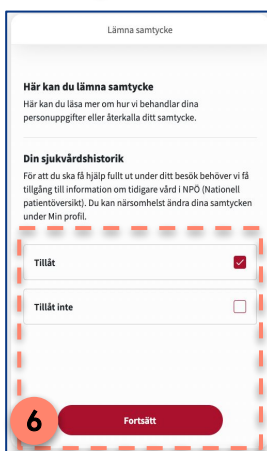 Lämna samtycke
Här kan du lämna samtycke
Här kan du läsa mer om hur vi behandlar dina
personuppgifter eller återkalla ditt samtycke.
Din sjukvårdshistorik
För att du ska få hjälp fullt ut under ditt besök behöver vi få
tillgång till information om tidigare vård i NPÖ (Nationell
patientöversikt). Du kan närsomhelst ändra dina samtycken
under Min profil.
Tillåt
Tillåt inte
6
Fortsätt